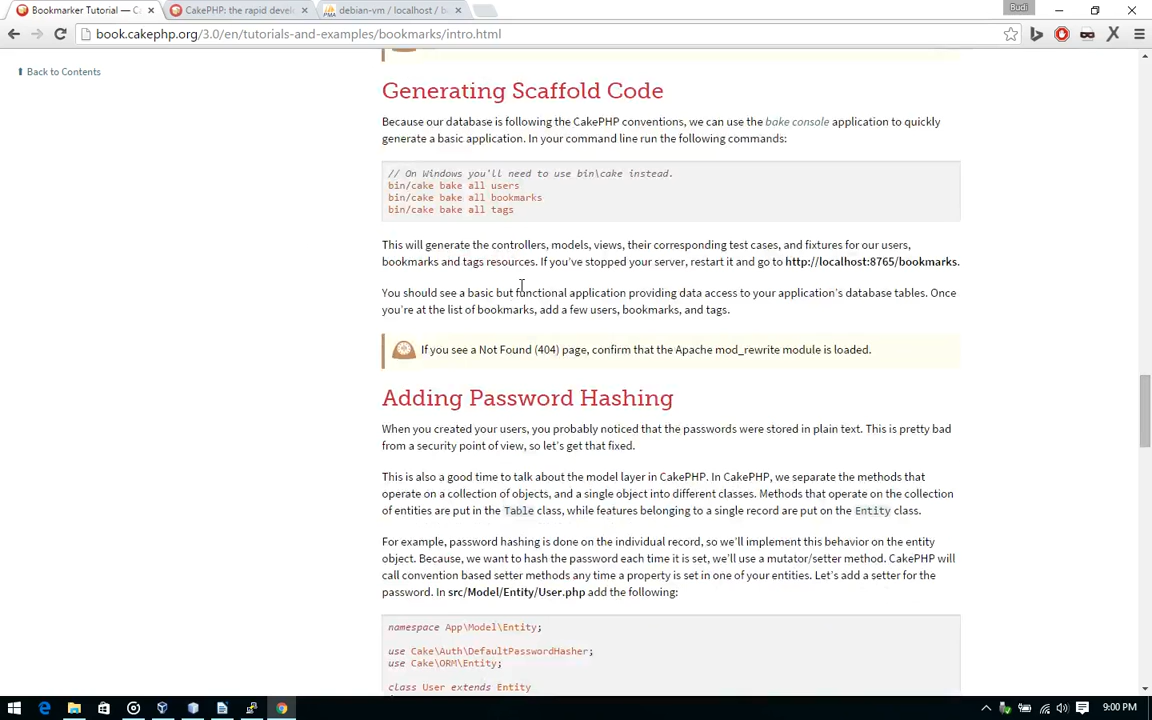 Bookmarker Tutorial —
CakePHP: the rapid devel
debian-vm / localhost / b
Budi
book.cakephp.org/3.0/en/tutorials-and-examples/bookmarks/intro.html
Back to Contents
Generating Scaffold Code
Because our database is following the CakePHP conventions, we can use the bake console application to quickly
generate a basic application. In your command line run the following commands:
// On Windows you'll need to use bin\cake instead.
bin/cake bake all users
bin/cake bake all bookmarks
bin/cake bake all tags
This will generate the controllers, models, views, their corresponding test cases, and fixtures for our users,
bookmarks and tags resources. If you've stopped your server, restart it and go to http://localhost:8765/bookmarks.
You should see a basic but functional application providing data access to your application's database tables. Once
you're at the list of bookmarks, add a few users, bookmarks, and tags.
If you see a Not Found (404) page, confirm that the Apache mod_rewrite module is loaded.
Adding Password Hashing
When you created your users, you probably noticed that the passwords were stored in plain text. This is pretty bad
from a security point of view, so let's get that fixed.
This is also a good time to talk about the model layer in CakePHP. In CakePHP, we separate the methods that
operate on a collection of objects, and a single object into different classes. Methods that operate on the collection
of entities are put in the Table class, while features belonging to a single record are put on the Entity class.
For example, password hashing is done on the individual record, so we'll implement this behavior on the entity
object. Because, we want to hash the password each time it is set, we'll use a mutator/setter method. CakePHP will
call convention based setter methods any time a property is set in one of your entities. Let's add a setter for the
password. In src/Model/Entity/User.php add the following:
namespace App\Model\Entity;
use Cake\Auth\DefaultPasswordHasher;
use Cake\ORM\Entity;
class User extends Entity
9:00 PM